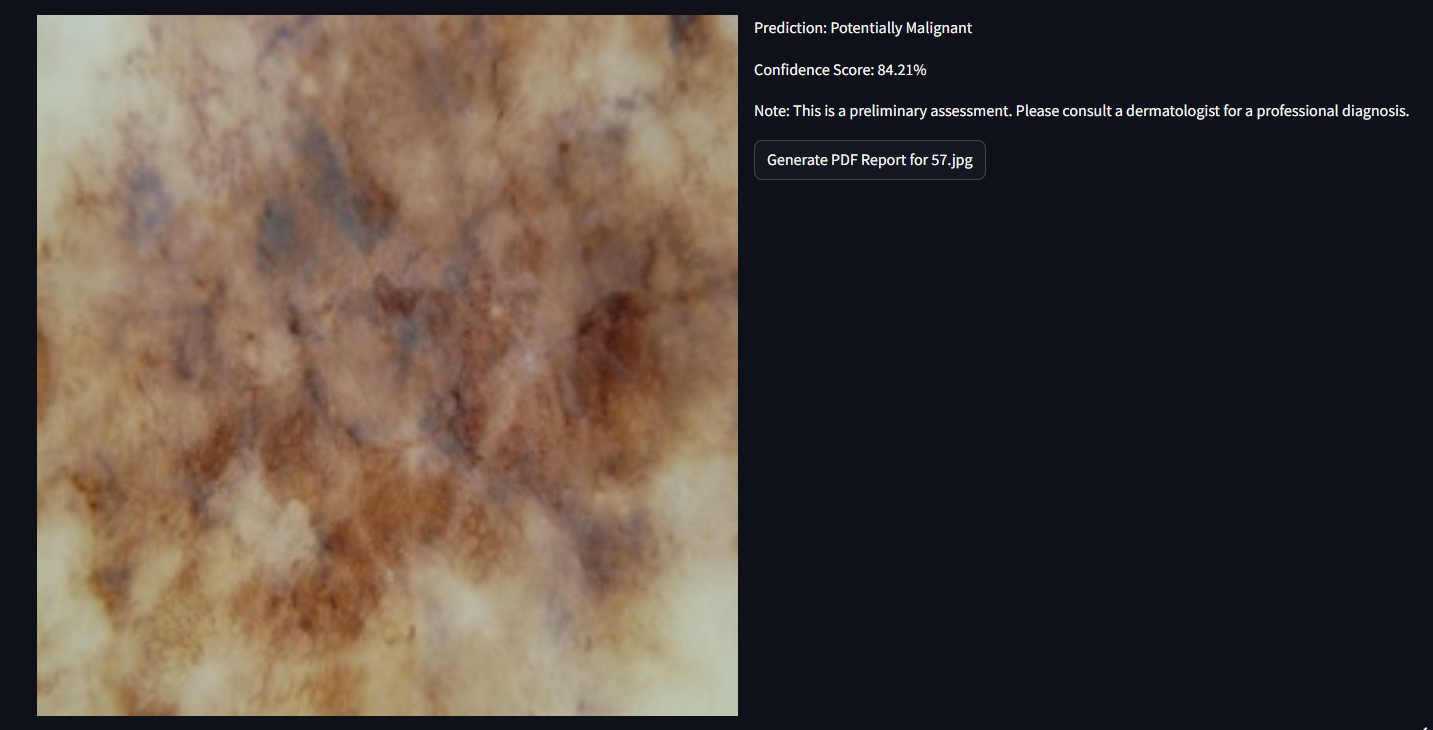 Prediction: Potentially Malignant
Confidence Score: 84.21%
Note: This is a preliminary assessment. Please consult a dermatologist for a professional diagnosis.
Generate PDF Report for 57.jpg